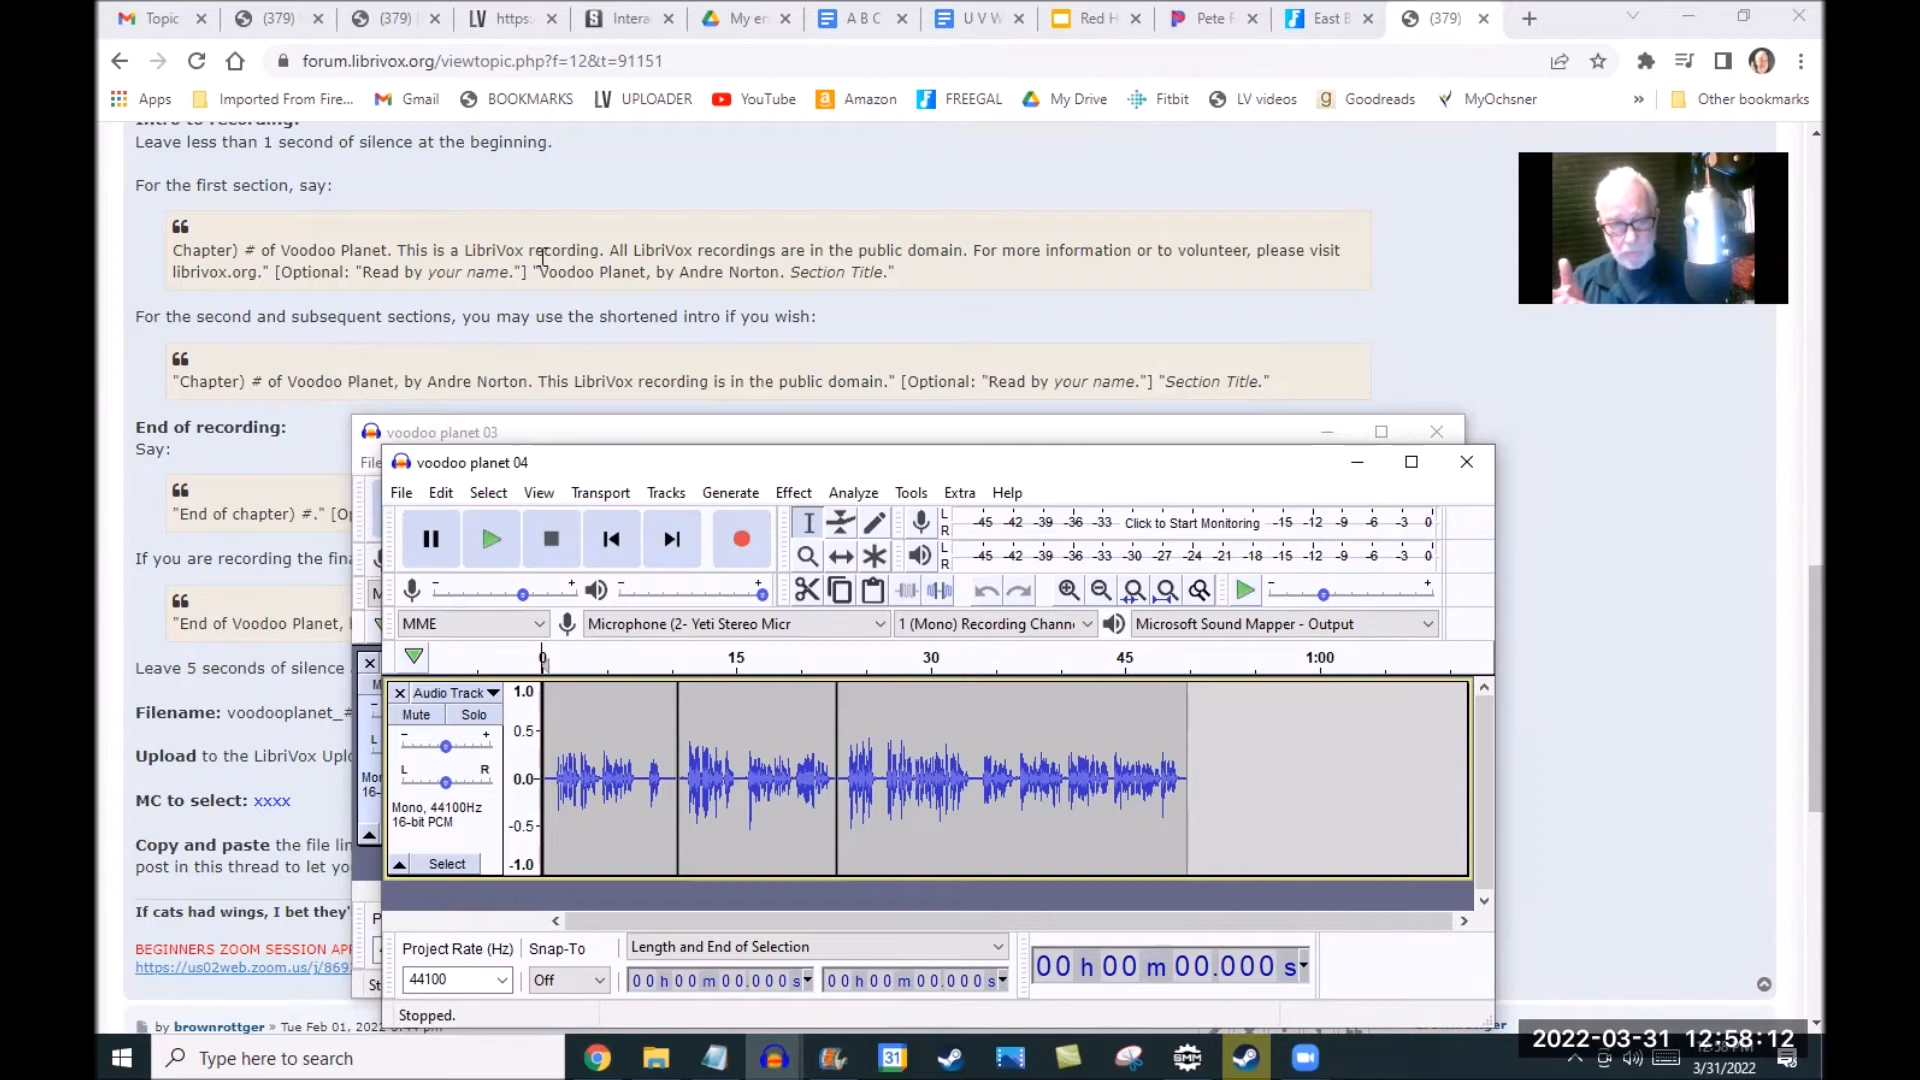 Topic
(379)
(379)
https:
Intera
My en
A B C
U V W
Red H
Pete F
East B
(379)
forum.librivox.org/viewtopic.php?f=12&t=91151
Apps
Imported From Fire...
Gmail
BOOKMARKS
UPLOADER
YouTube
Amazon
FREEGAL
My Drive
Fitbit
LV videos
Goodreads
MyOchsner
»
Other bookmarks
Intro to recording:
Leave less than 1 second of silence at the beginning.
For the first section, say:
Chapter) # of Voodoo Planet. This is a LibriVox recording. All LibriVox recordings are in the public domain. For more information or to volunteer, please visit
librivox.org." [Optional: "Read by your name."] "Voodoo Planet, by Andre Norton. Section Title."
For the second and subsequent sections, you may use the shortened intro if you wish:
"Chapter) # of Voodoo Planet, by Andre Norton. This LibriVox recording is in the public domain." [Optional: "Read by your name."] "Section Title."
End of recording:
Say:
"End of chapter) #." [Op
If you are recording the fina
"End of Voodoo Planet, b
Leave 5 seconds of silence
Filename: voodooplanet_#
Upload to the LibriVox Uplo
MC to select: xxxx
Copy and paste the file lin
post in this thread to let yo
If cats had wings, I bet they'
BEGINNERS ZOOM SESSION APR
https://us02web.zoom.us/j/869
by brownrottger » Tue Feb 01, 2022
voodoo planet 03
File
voodoo planet 04
File Edit Select View Transport Tracks Generate Effect Analyze Tools Extra Help
L R -45 -42 -39 -36 -33 Click to Start Monitoring -15 -12 -9 -6 -3 0
L R -45 -42 -39 -36 -33 -30 -27 -24 -21 -18 -15 -12 -9 -6 -3 0
MME
Microphone (2- Yeti Stereo Micr
1 (Mono) Recording Chann
Microsoft Sound Mapper - Output
0 15 30 45 1:00
Audio Track
Mute Solo
L R
Mono, 44100Hz
16-bit PCM
Select
1.0
0.5
0.0
-0.5
-1.0
Project Rate (Hz)
Snap-To
Length and End of Selection
44100
Off
00 h 00 m 00.000 s
00 h 00 m 00.000 s
00 h 00 m 00.000 s
Stopped.
Type here to search
31
SMM
2022-03-31 12:58:12
3/31/2022